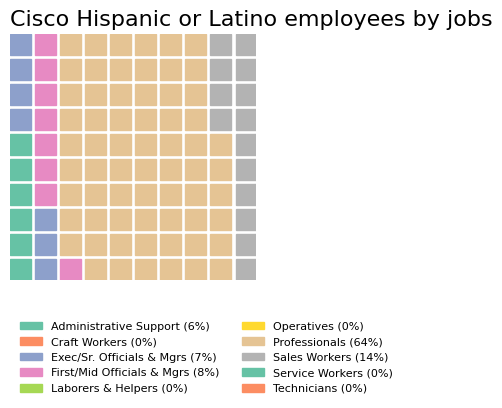 Cisco Hispanic or Latino employees by jobs
Administrative Support (6%)
Craft Workers (0%)
Exec/Sr. Officials & Mgrs (7%)
First/Mid Officials & Mgrs (8%)
Laborers & Helpers (0%)
Operatives (0%)
Professionals (64%)
Sales Workers (14%)
Service Workers (0%)
Technicians (0%)